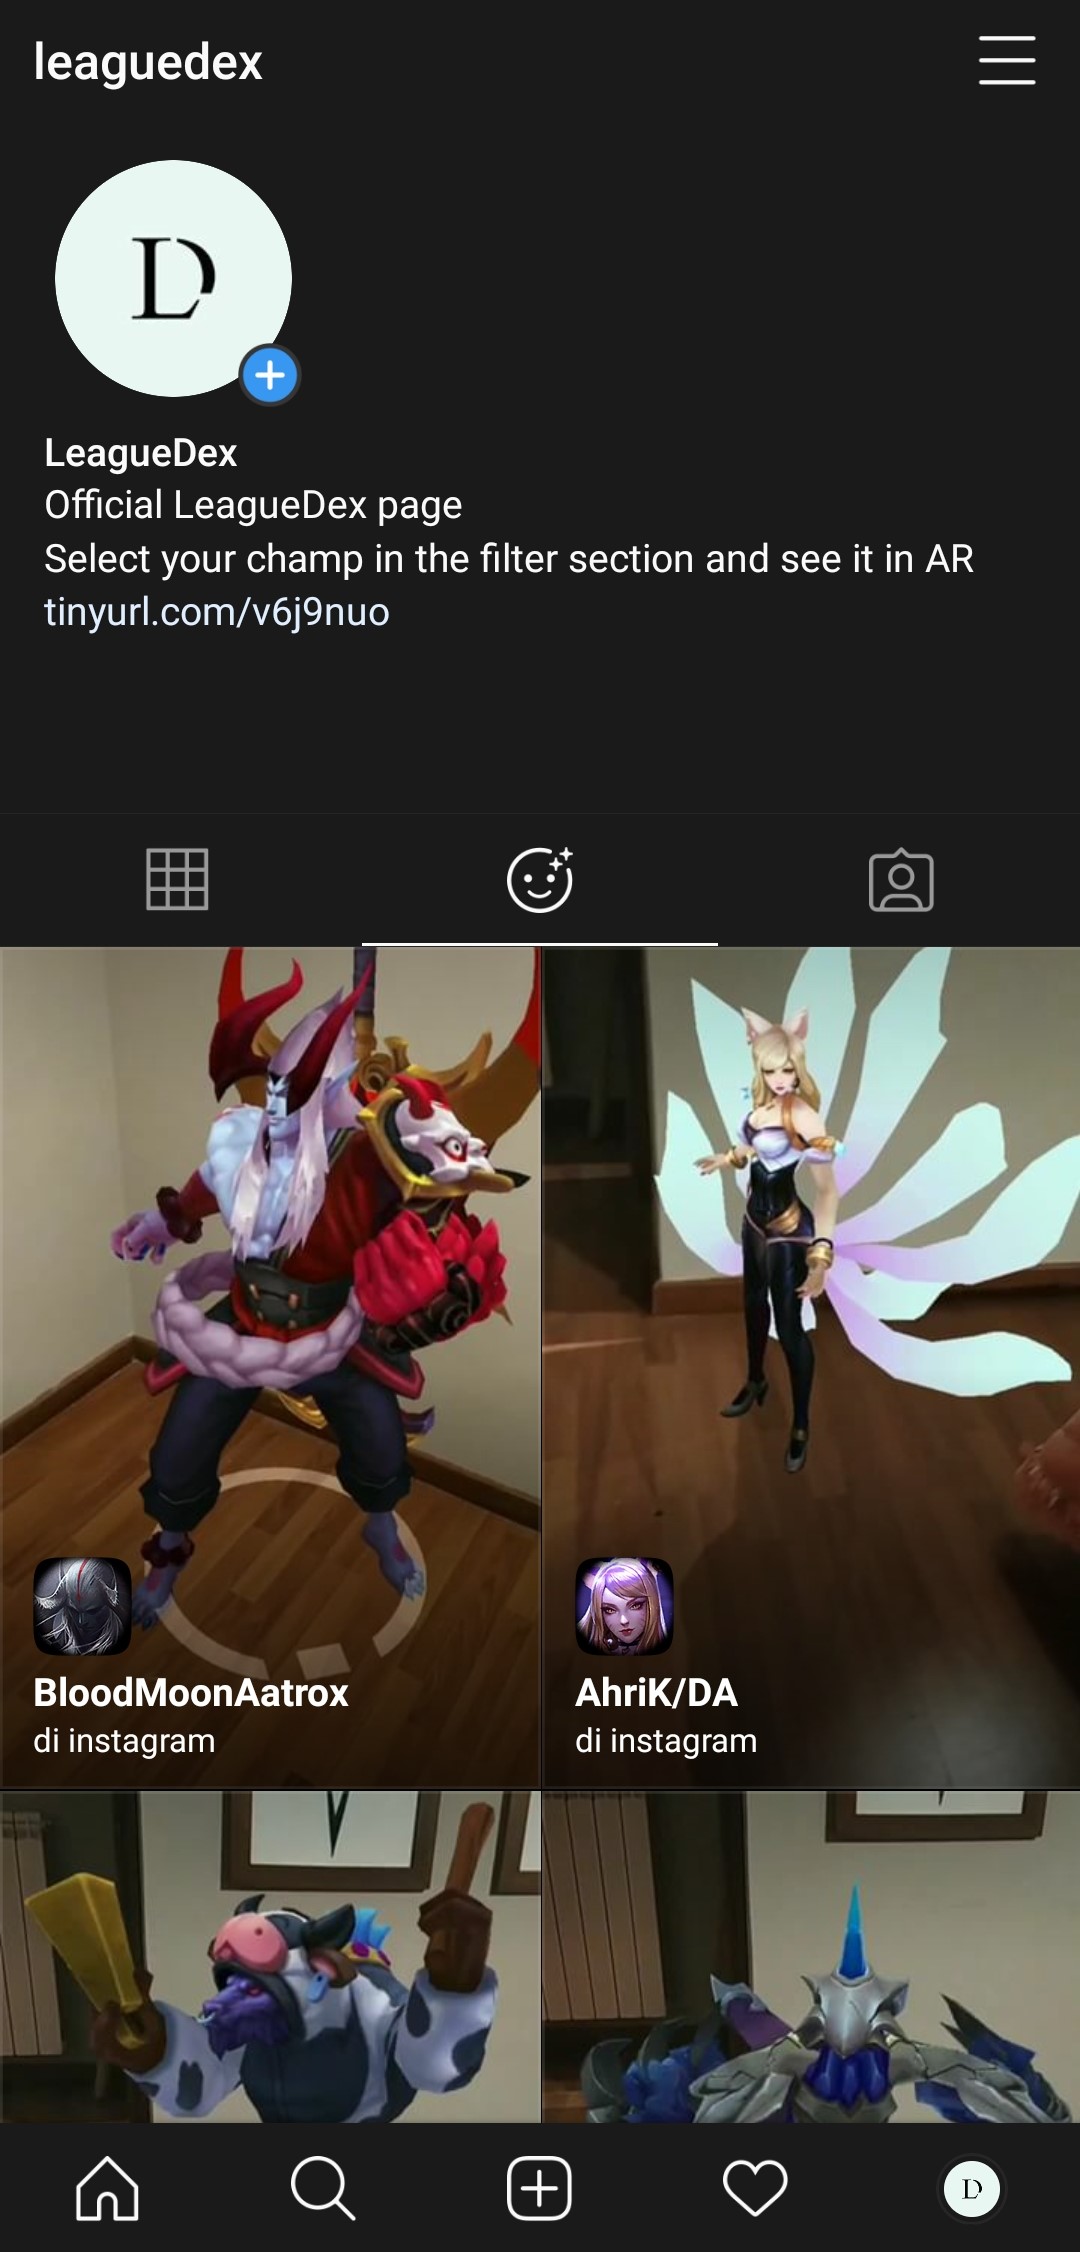 leaguedex
LeagueDex
Official LeagueDex page
Select your champ in the filter section and see it in AR
tinyurl.com/v6j9nuo
BloodMoonAatrox
di instagram
AhriK/DA
di instagram